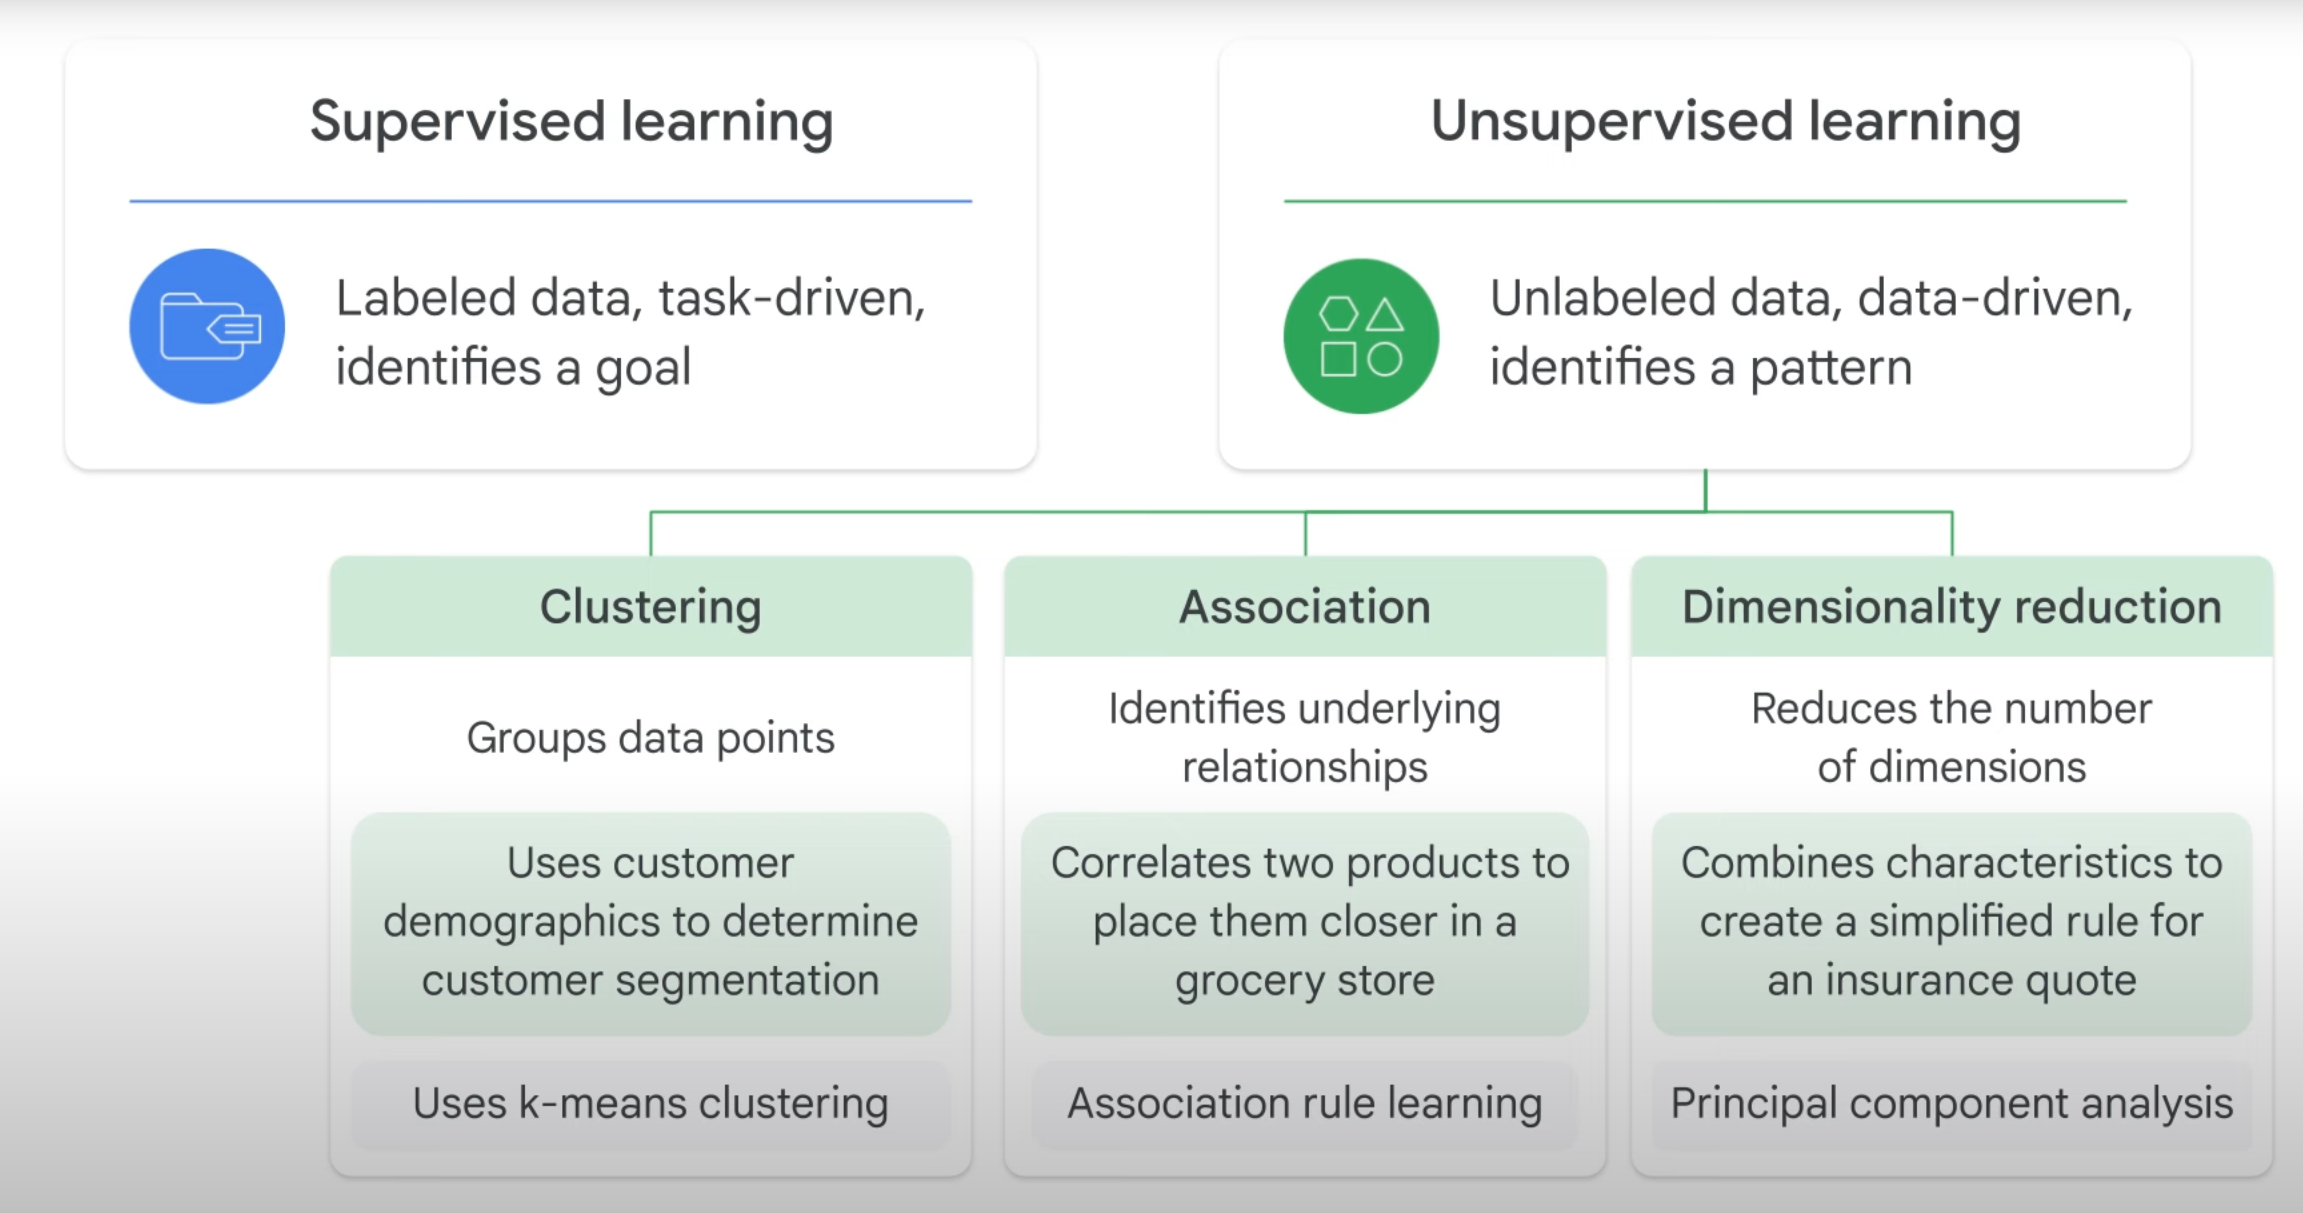 Supervised learning
Labeled data, task-driven,
identifies a goal
Unsupervised learning
Unlabeled data, data-driven,
identifies a pattern
Clustering
Groups data points
Uses customer
demographics to determine
customer segmentation
Uses k-means clustering
Association
Identifies underlying
relationships
Correlates two products to
place them closer in a
grocery store
Association rule learning
Dimensionality reduction
Reduces the number
of dimensions
Combines characteristics to
create a simplified rule for
an insurance quote
Principal component analysis